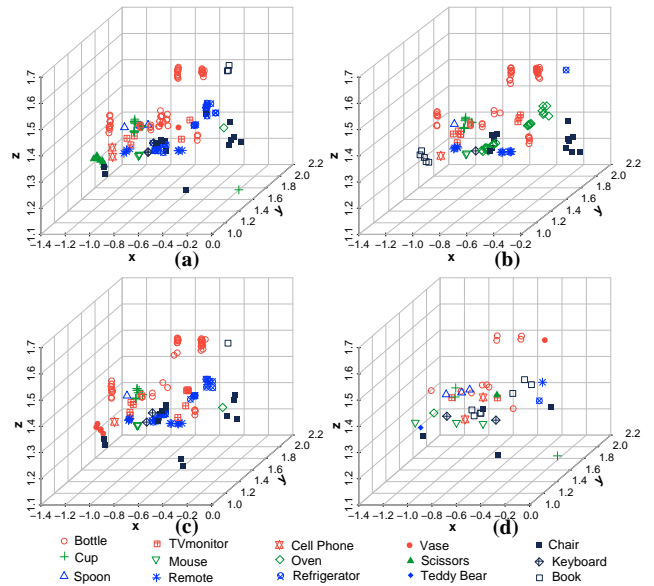 (a)
z
1.7
1.6
1.5
1.4
1.3
1.2
1.1
−1.4 −1.2 −1.0 −0.8 −0.6 −0.4 −0.2 0.0
x
1.0
1.2
1.4
1.6
1.8
2.0
2.2
y
(b)
z
1.7
1.6
1.5
1.4
1.3
1.2
1.1
−1.4 −1.2 −1.0 −0.8 −0.6 −0.4 −0.2 0.0
x
1.0
1.2
1.4
1.6
1.8
2.0
2.2
y
(c)
z
1.7
1.6
1.5
1.4
1.3
1.2
1.1
−1.4 −1.2 −1.0 −0.8 −0.6 −0.4 −0.2 0.0
x
1.0
1.2
1.4
1.6
1.8
2.0
2.2
y
(d)
z
1.7
1.6
1.5
1.4
1.3
1.2
1.1
−1.4 −1.2 −1.0 −0.8 −0.6 −0.4 −0.2 0.0
x
1.0
1.2
1.4
1.6
1.8
2.0
2.2
y
Bottle TVmonitor Cell Phone Vase Chair
Cup Mouse Oven Scissors Keyboard
Spoon Remote Refrigerator Teddy Bear Book